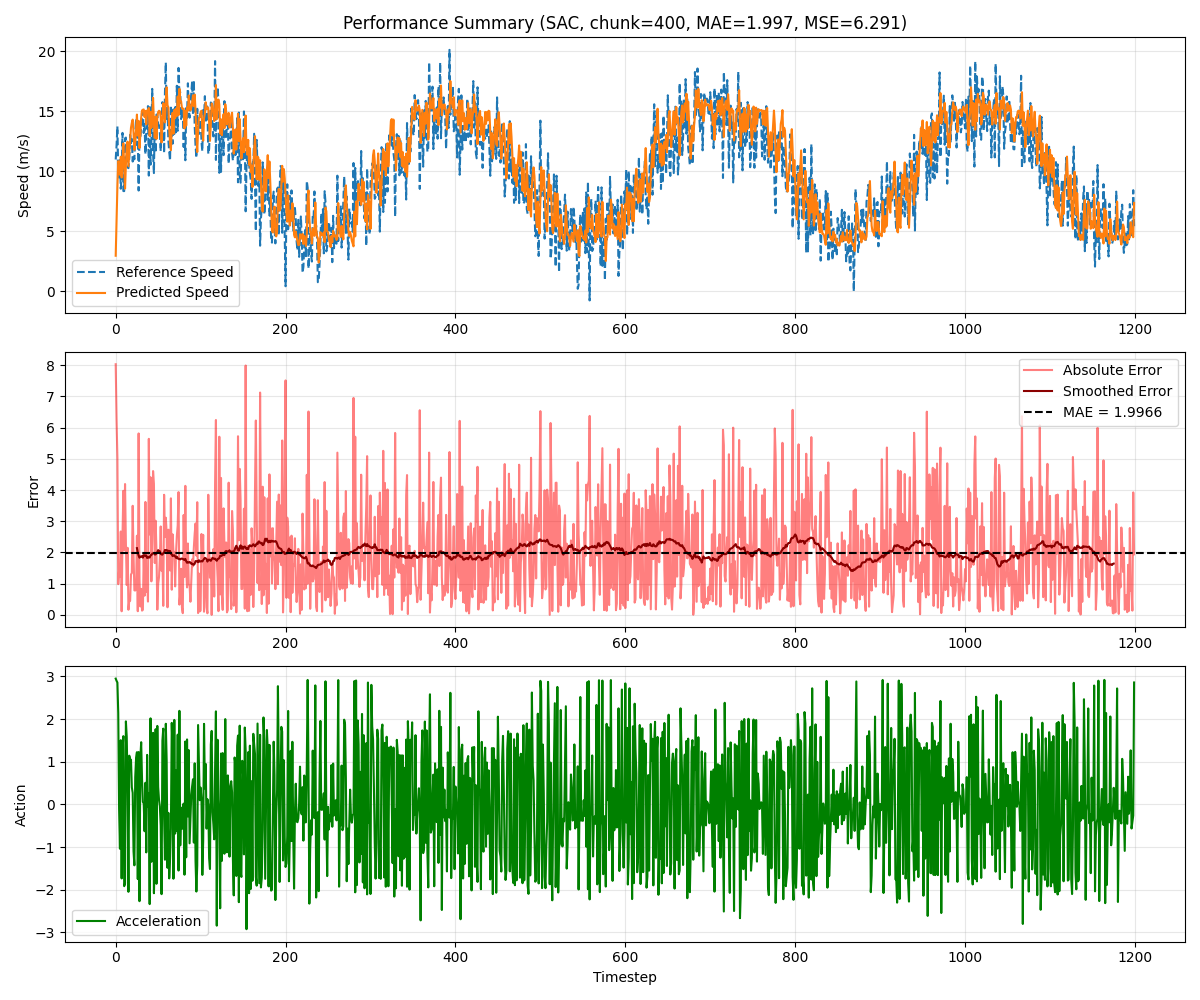 Performance Summary (SAC, chunk=400, MAE=1.997, MSE=6.291)
20
15
10
5
0
Speed (m/s)
Reference Speed
Predicted Speed
0 200 400 600 800 1000 1200
8
7
6
5
4
3
2
1
0
Error
Absolute Error
Smoothed Error
MAE = 1.9966
0 200 400 600 800 1000 1200
3
2
1
0
−1
−2
−3
Action
Acceleration
0 200 400 600 800 1000 1200
Timestep